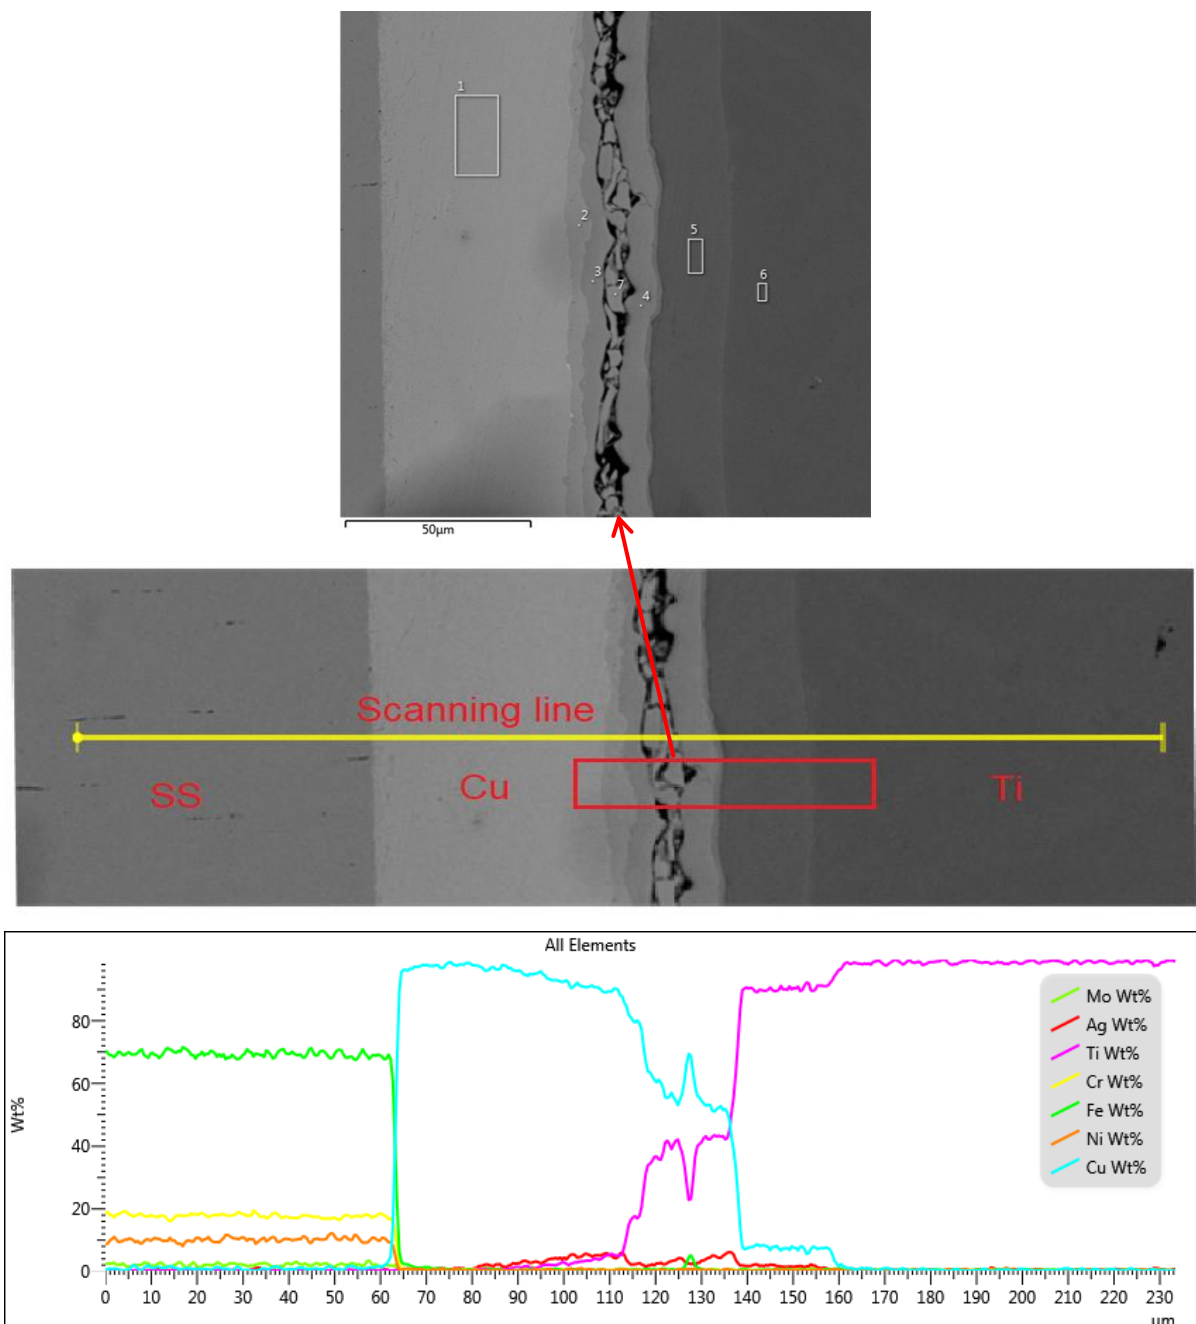 1
2
3
7
4
5
6
50µm
Scanning line
SS
Cu
Ti
All Elements
Wt%
80
60
40
20
0
0 10 20 30 40 50 60 70 80 90 100 110 120 130 140 150 160 170 180 190 200 210 220 230
µm
Mo Wt%
Ag Wt%
Ti Wt%
Cr Wt%
Fe Wt%
Ni Wt%
Cu Wt%